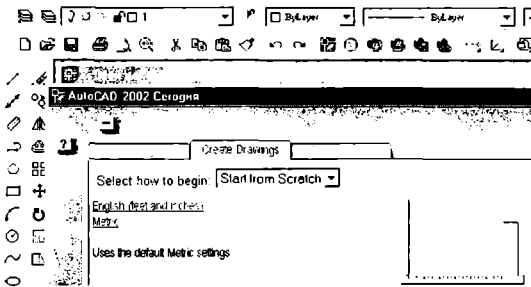 1 ByLayer ByLayer
AutoCAD 2002 Сегодня
Create Drawings
Select how to begin: Start from Scratch
English (feet and inches)
Metric
Uses the default Metric settings